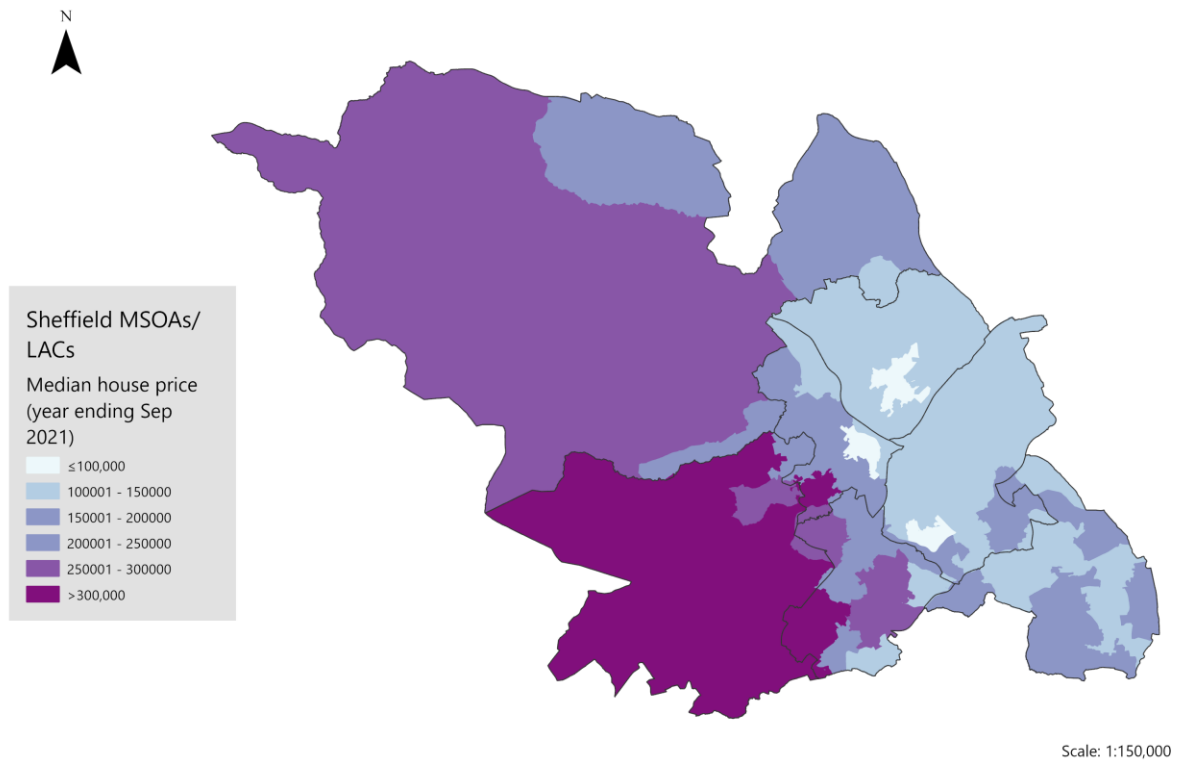 N
Sheffield MSOAs/
LACs
Median house price
(year ending Sep
2021)
≤100,000
100001 - 150000
150001 - 200000
200001 - 250000
250001 - 300000
>300,000
Scale: 1:150,000